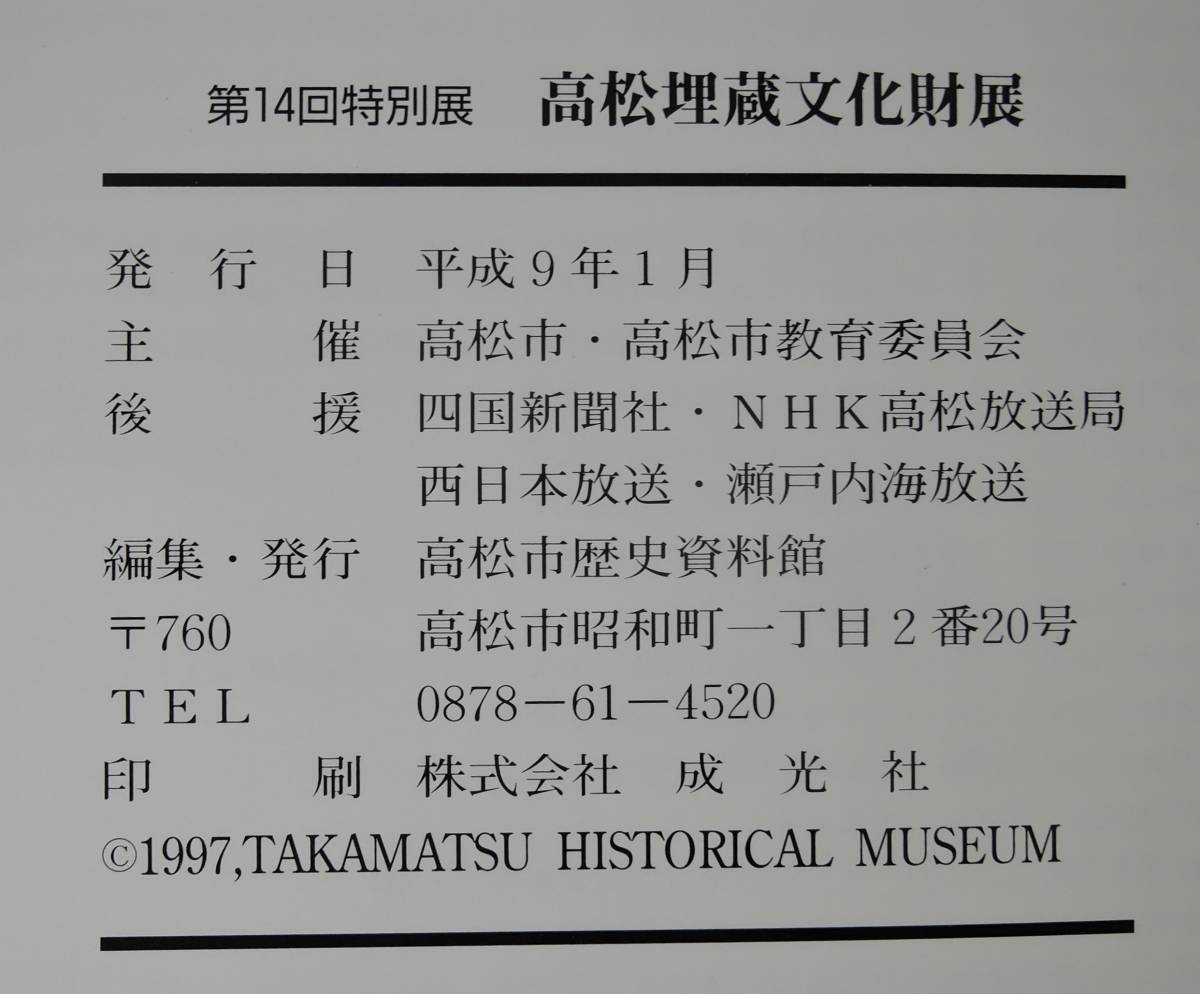 第14回特別展 高松埋蔵文化財展
発行日 平成9年1月
主催 高松市・高松市教育委員会
後援 四国新聞社・NHK高松放送局
西日本放送・瀬戸内海放送
編集・発行 高松市歴史資料館
〒760 高松市昭和町一丁目2番20号
TEL 0878-61-4520
印刷 株式会社 成光社
©1997,TAKAMATSU HISTORICAL MUSEUM